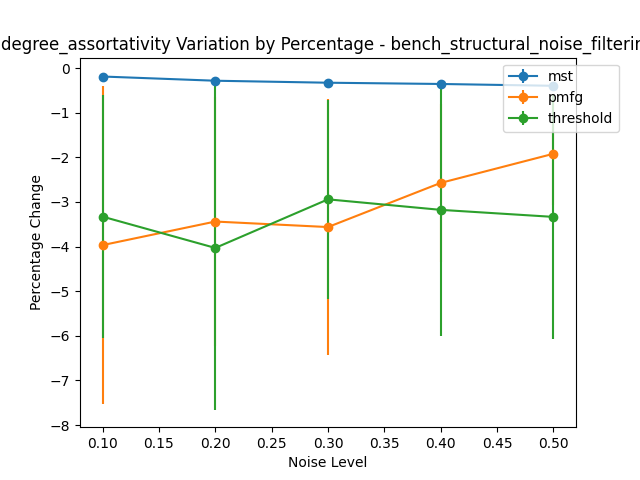 degree_assortativity Variation by Percentage - bench_structural_noise_filterin
mst
pmfg
threshold
Percentage Change
0
−1
−2
−3
−4
−5
−6
−7
−8
0.10 0.15 0.20 0.25 0.30 0.35 0.40 0.45 0.50
Noise Level